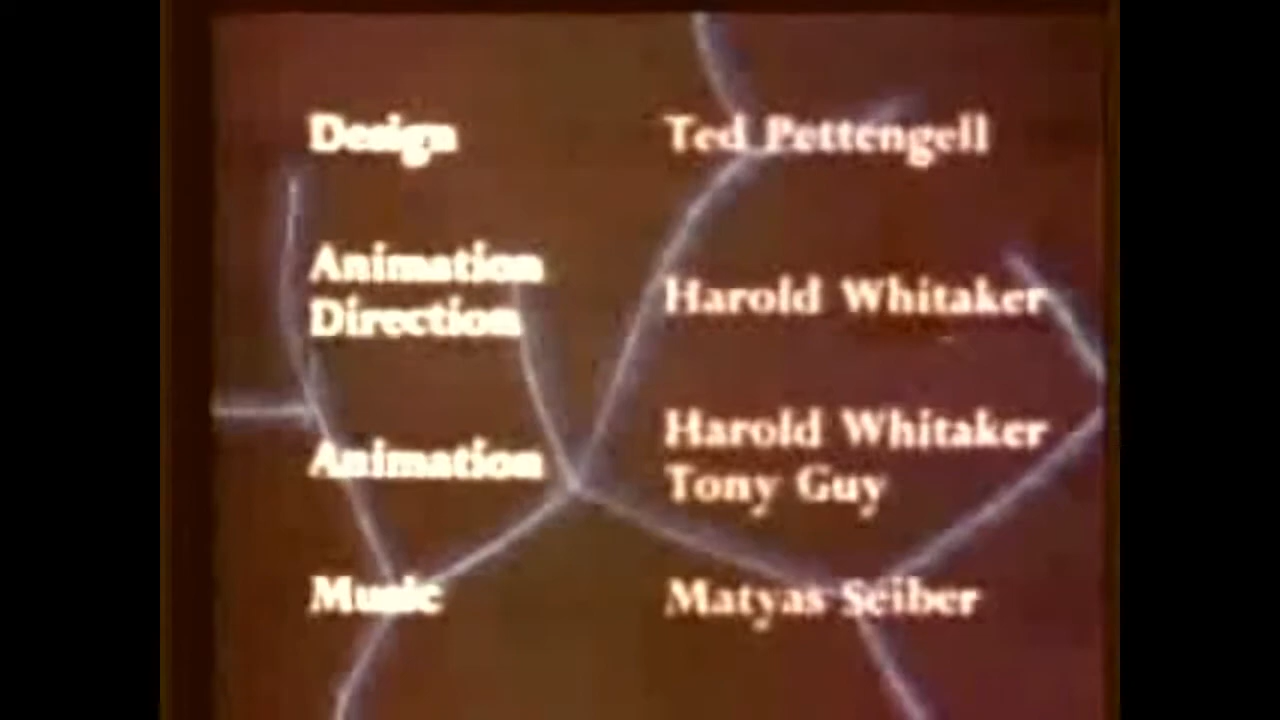 Design Ted Pettengell
Animation
Direction Harold Whitaker
Animation Harold Whitaker
Tony Guy
Music Matyas Seiber